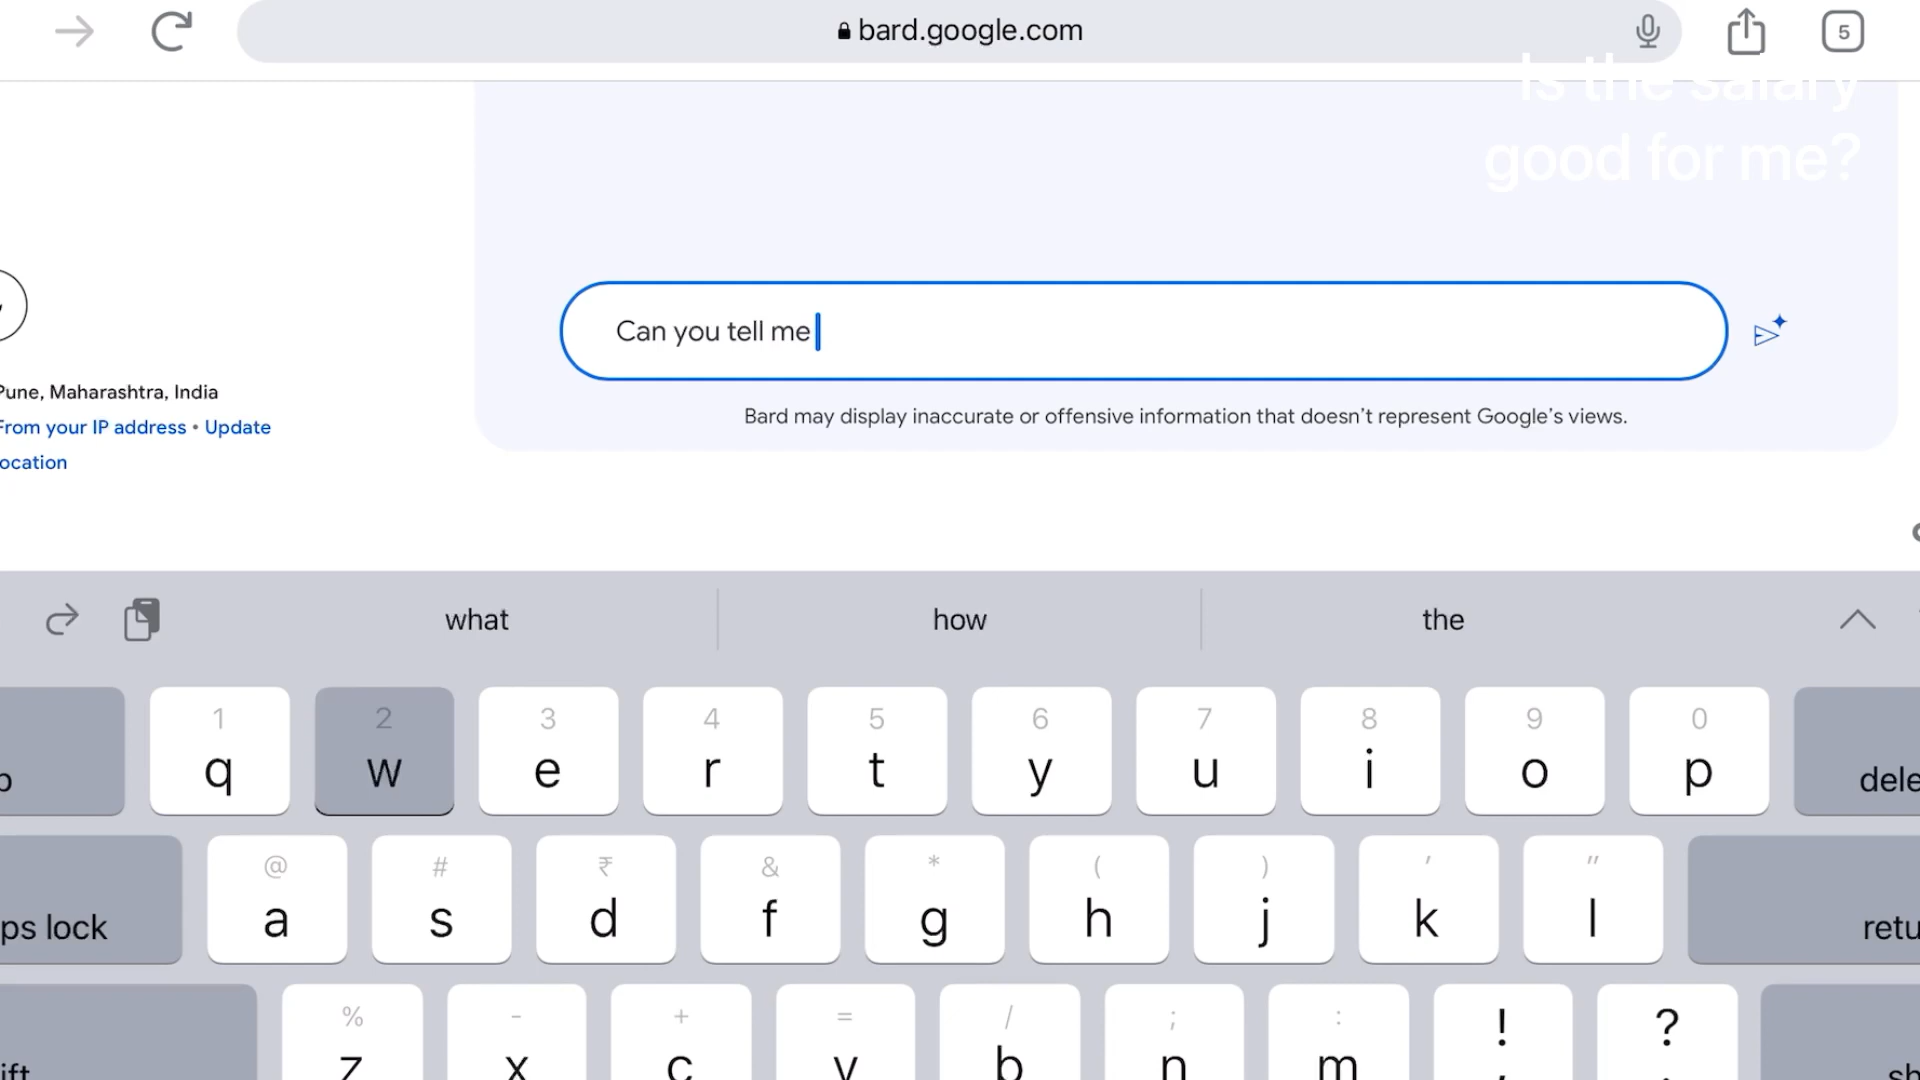 bard.google.com
5
Is the salary
good for me?
Can you tell me
Bard may display inaccurate or offensive information that doesn’t represent Google’s views.
Pune, Maharashtra, India
From your IP address • Update
location
what
how
the
1 2 3 4 5 6 7 8 9 0
q w e r t y u i o p
dele
@ # ₹ & * ( ) ' "
ps lock a s d f g h j k l retu
% - + = / ; : ! ?
ift z x c v b n m , . sh